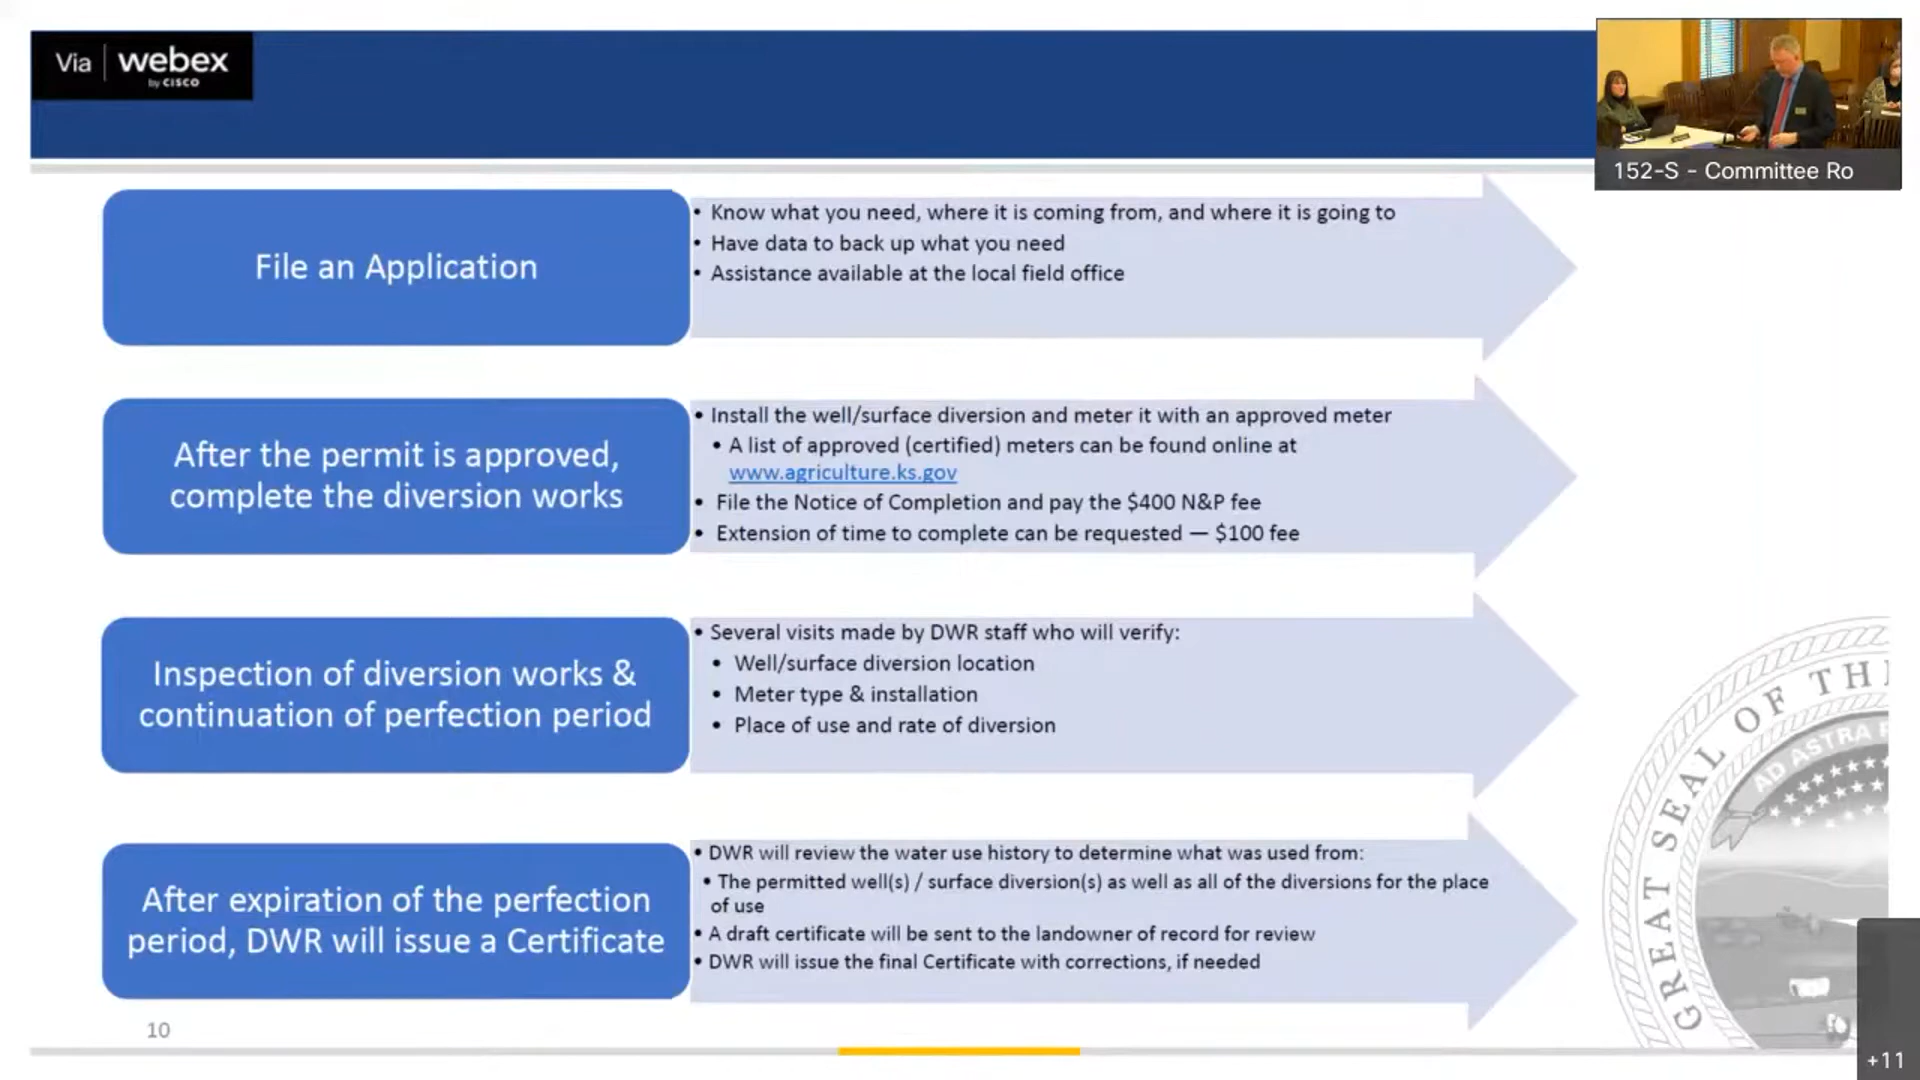 Via webex
by CISCO
152-S - Committee Ro
File an Application
• Know what you need, where it is coming from, and where it is going to
• Have data to back up what you need
• Assistance available at the local field office
After the permit is approved,
complete the diversion works
• Install the well/surface diversion and meter it with an approved meter
• A list of approved (certified) meters can be found online at
www.agriculture.ks.gov
• File the Notice of Completion and pay the $400 N&P fee
• Extension of time to complete can be requested — $100 fee
Inspection of diversion works &
continuation of perfection period
• Several visits made by DWR staff who will verify:
• Well/surface diversion location
• Meter type & installation
• Place of use and rate of diversion
After expiration of the perfection
period, DWR will issue a Certificate
• DWR will review the water use history to determine what was used from:
• The permitted well(s) / surface diversion(s) as well as all of the diversions for the place
of use
• A draft certificate will be sent to the landowner of record for review
• DWR will issue the final Certificate with corrections, if needed
GREAT SEAL OF THE
AD ASTRA
10
+11